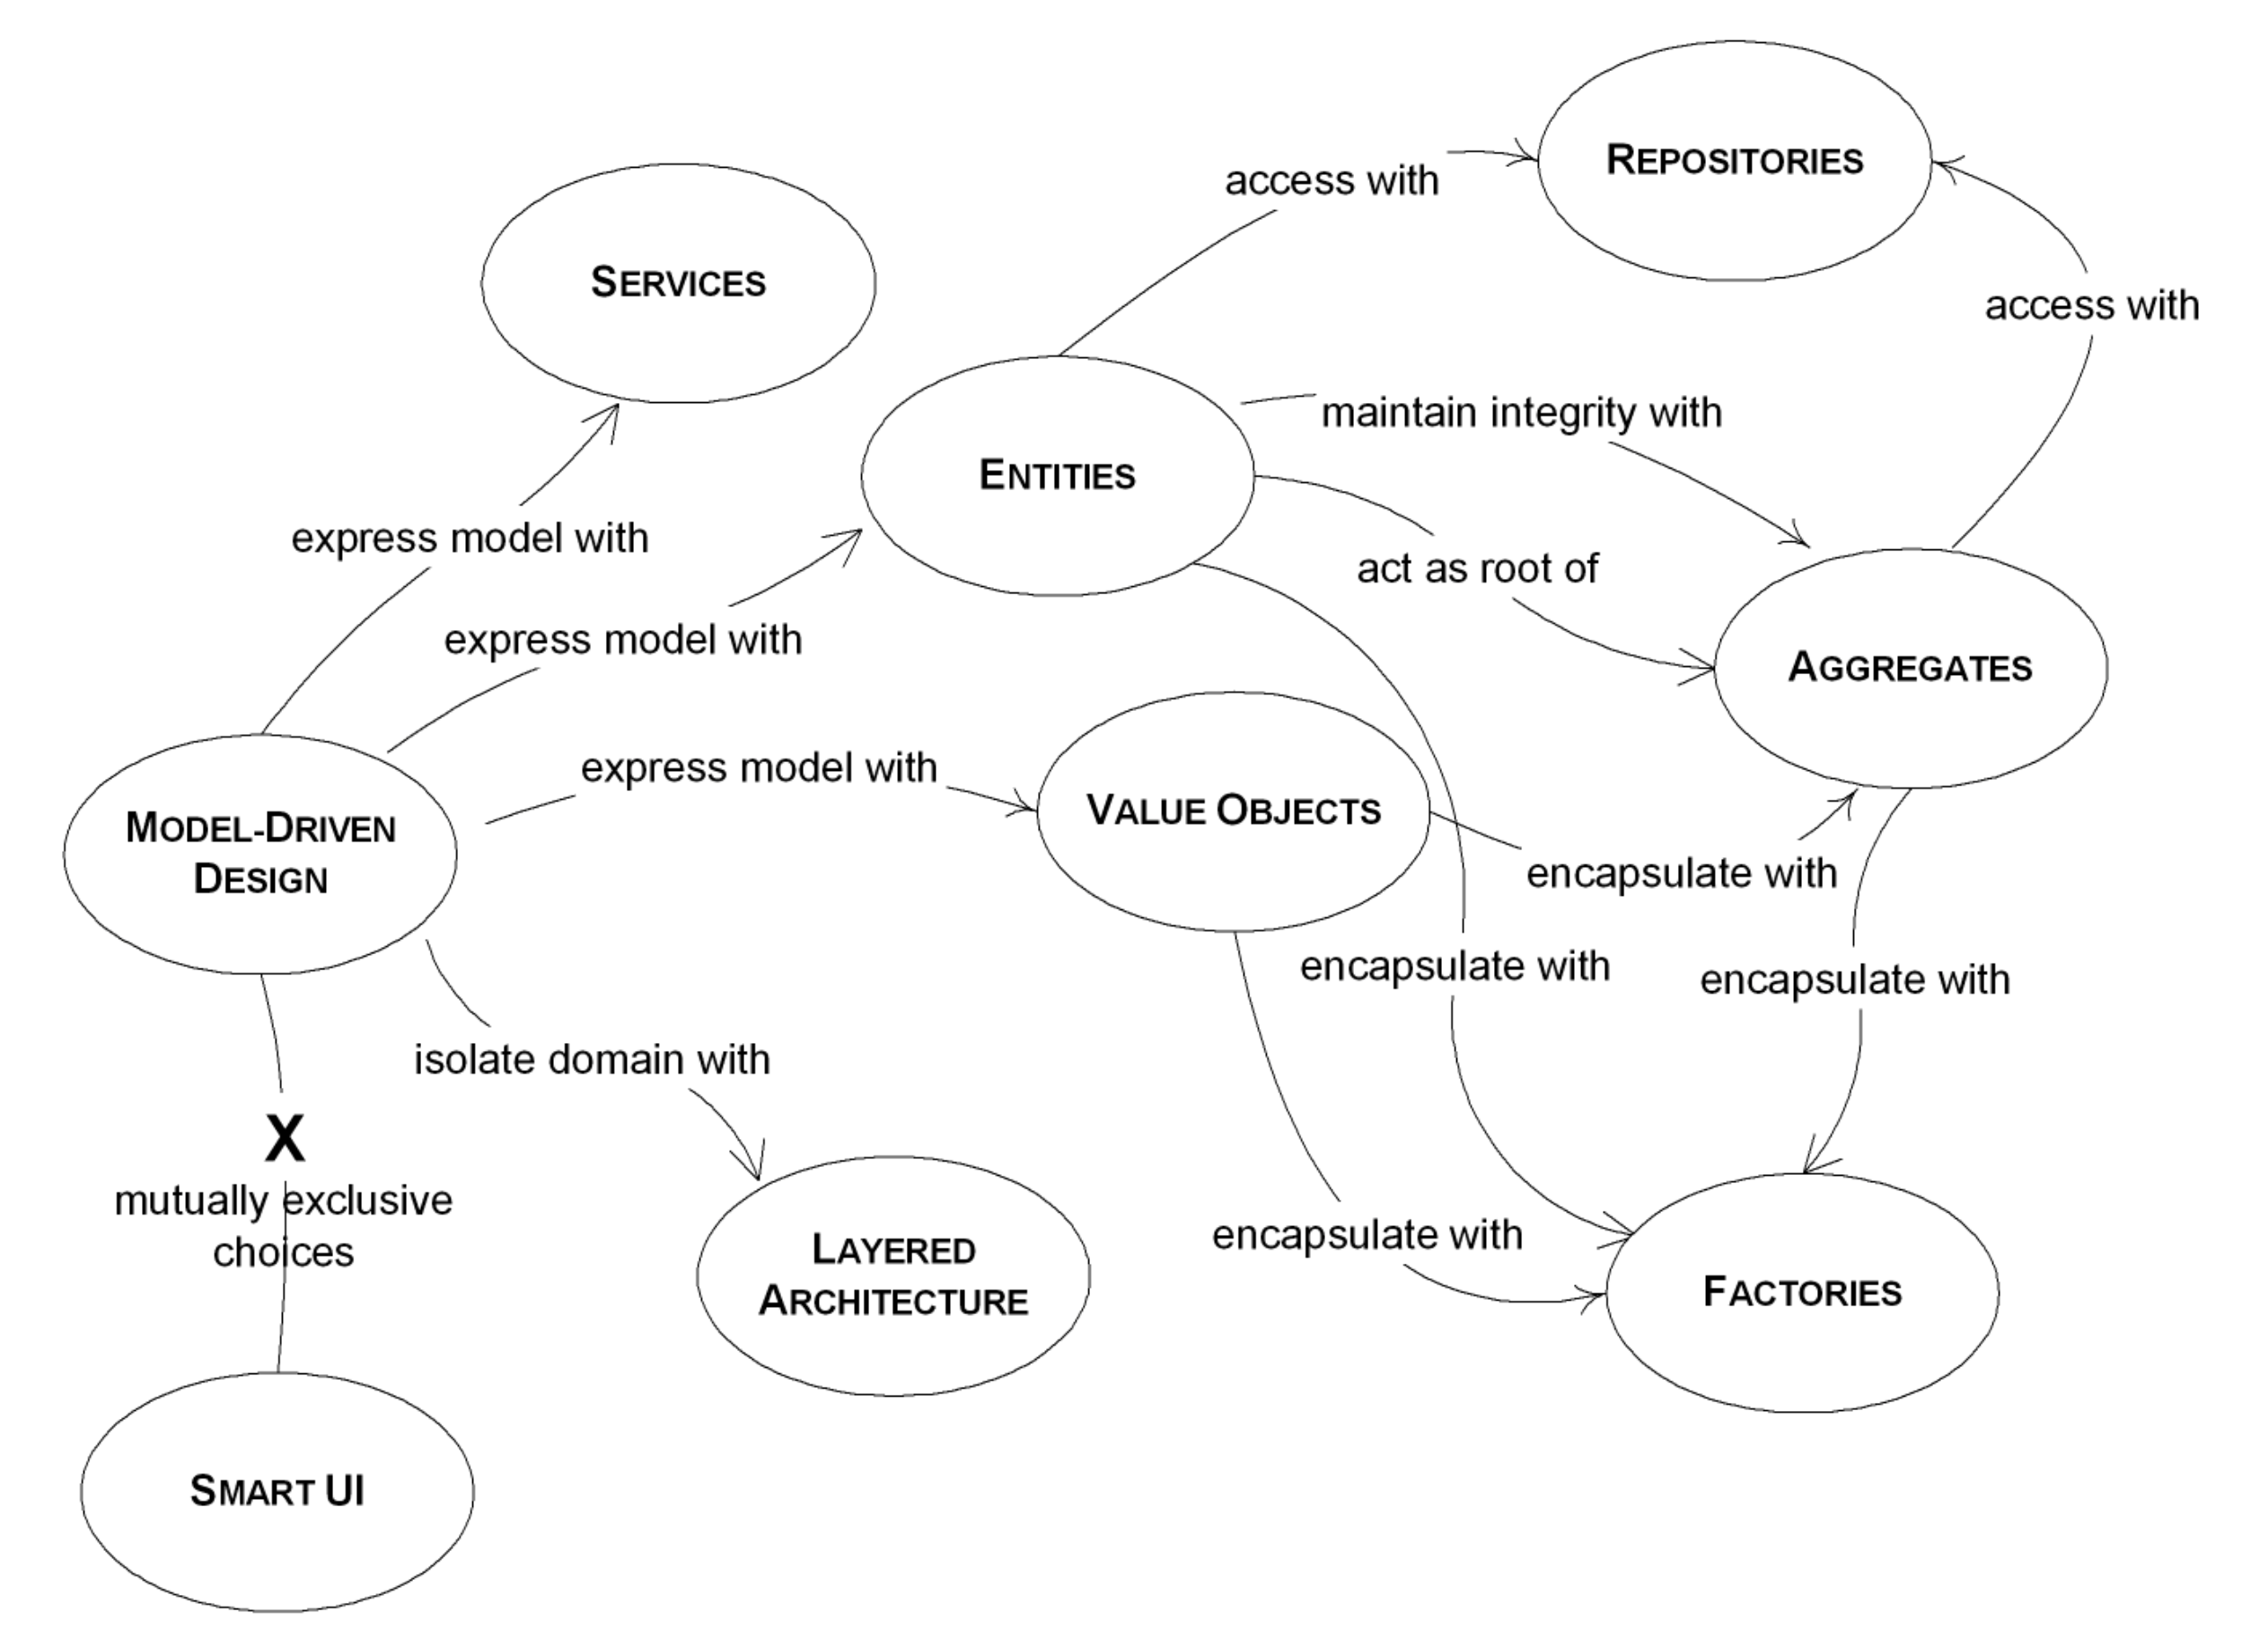 REPOSITORIES
access with
SERVICES
access with
maintain integrity with
ENTITIES
express model with
act as root of
express model with
AGGREGATES
express model with
VALUE OBJECTS
MODEL-DRIVEN
DESIGN
encapsulate with
encapsulate with
encapsulate with
isolate domain with
X
mutually exclusive
choices
encapsulate with
LAYERED
ARCHITECTURE
FACTORIES
SMART UI